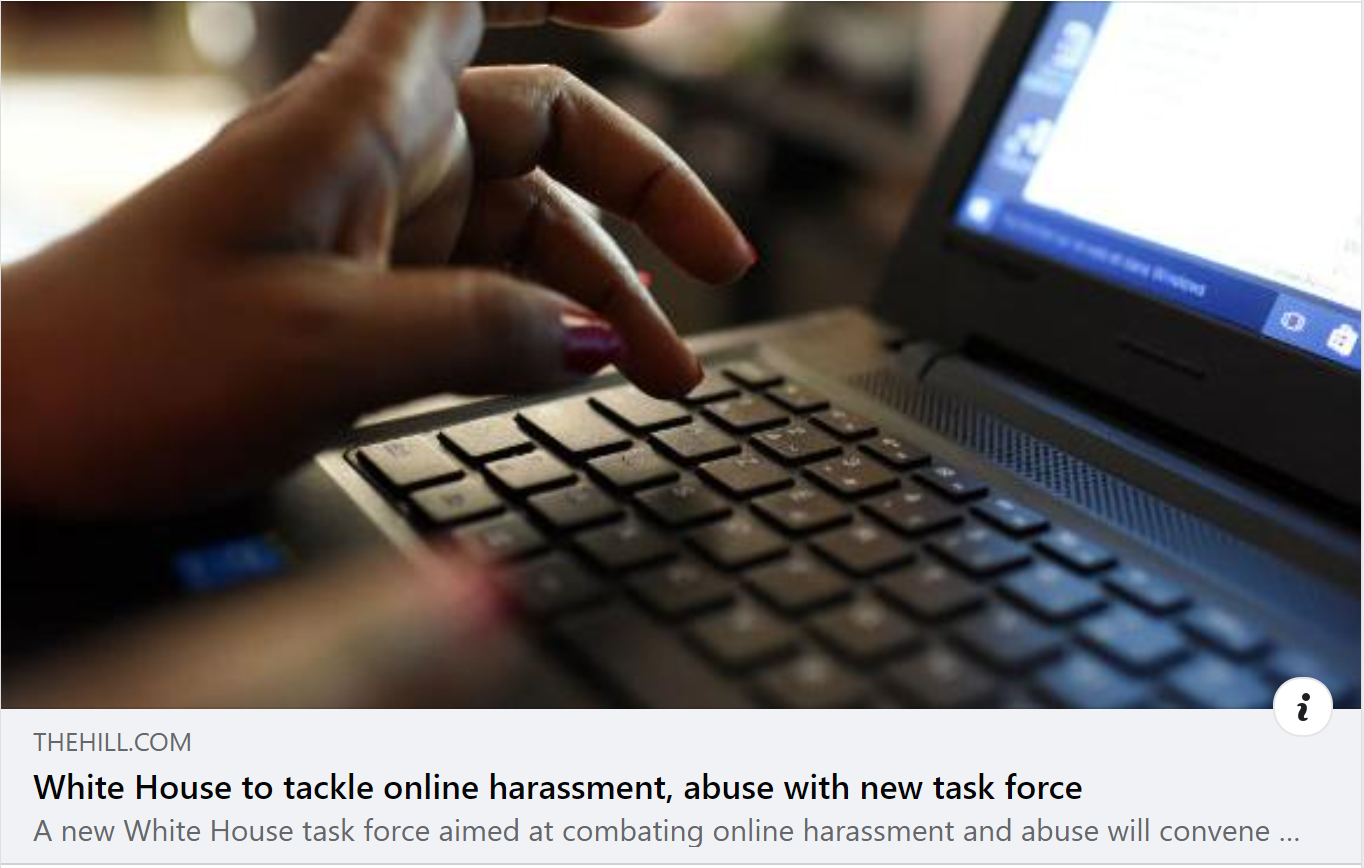 THEHILL.COM
White House to tackle online harassment, abuse with new task force
A new White House task force aimed at combating online harassment and abuse will convene ...